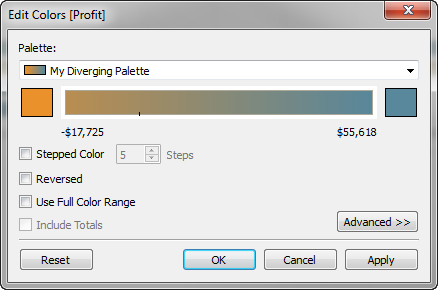 Edit Colors [Profit]
Palette:
My Diverging Palette
-$17,725 $55,618
Stepped Color 5 Steps
Reversed
Use Full Color Range
Include Totals
Advanced >>
Reset OK Cancel Apply